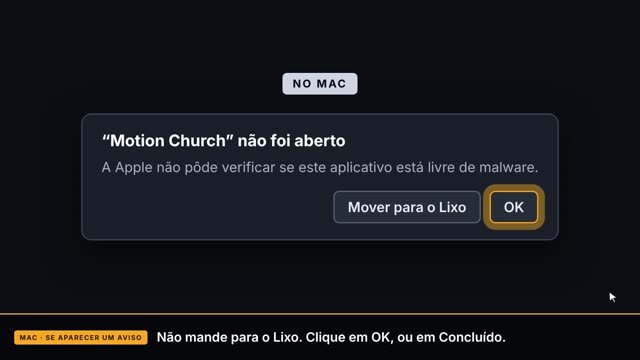 NO MAC
“Motion Church” não foi aberto
A Apple não pôde verificar se este aplicativo está livre de malware.
Mover para o Lixo
OK
MAC · SE APARECER UM AVISO
Não mande para o Lixo. Clique em OK, ou em Concluído.